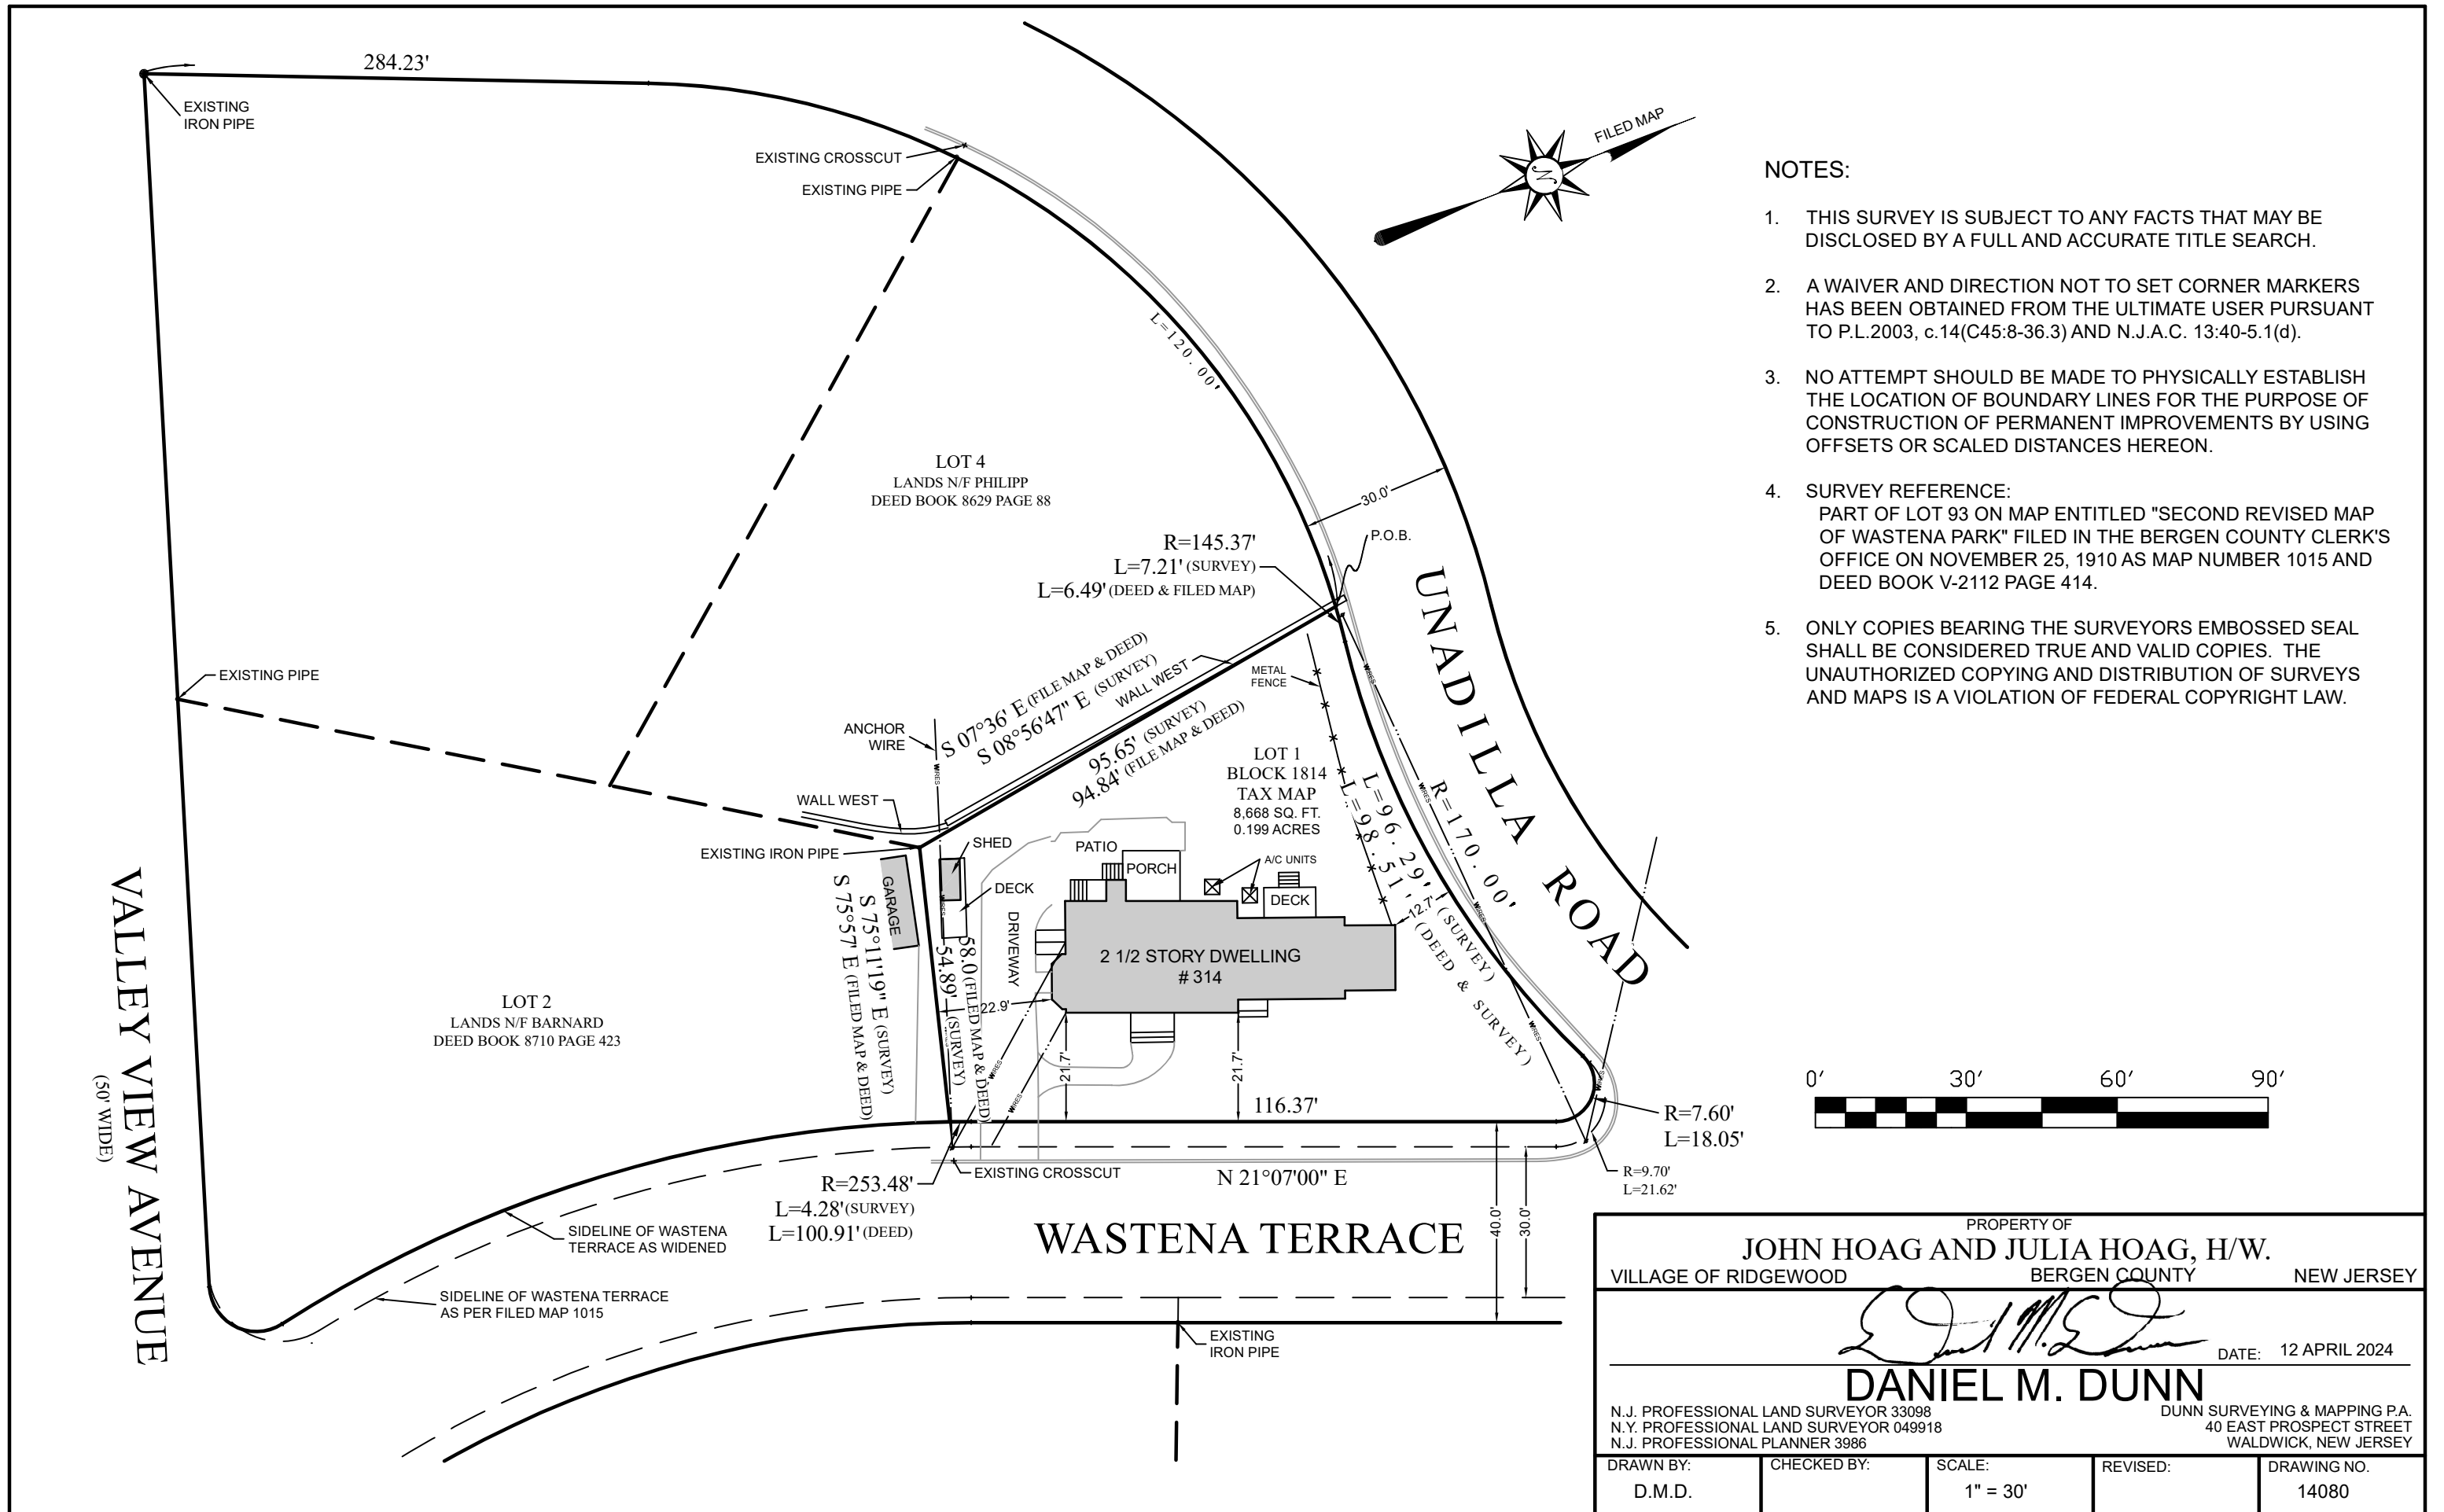 284.23'
EXISTING
IRON PIPE
EXISTING CROSSCUT
EXISTING PIPE
FILED MAP
N
L=120.00'
NOTES:
1. THIS SURVEY IS SUBJECT TO ANY FACTS THAT MAY BE
DISCLOSED BY A FULL AND ACCURATE TITLE SEARCH.
2. A WAIVER AND DIRECTION NOT TO SET CORNER MARKERS
HAS BEEN OBTAINED FROM THE ULTIMATE USER PURSUANT
TO P.L.2003, c.14(C45:8-36.3) AND N.J.A.C. 13:40-5.1(d).
3. NO ATTEMPT SHOULD BE MADE TO PHYSICALLY ESTABLISH
THE LOCATION OF BOUNDARY LINES FOR THE PURPOSE OF
CONSTRUCTION OF PERMANENT IMPROVEMENTS BY USING
OFFSETS OR SCALED DISTANCES HEREON.
4. SURVEY REFERENCE:
PART OF LOT 93 ON MAP ENTITLED "SECOND REVISED MAP
OF WASTENA PARK" FILED IN THE BERGEN COUNTY CLERK'S
OFFICE ON NOVEMBER 25, 1910 AS MAP NUMBER 1015 AND
DEED BOOK V-2112 PAGE 414.
5. ONLY COPIES BEARING THE SURVEYORS EMBOSSED SEAL
SHALL BE CONSIDERED TRUE AND VALID COPIES. THE
UNAUTHORIZED COPYING AND DISTRIBUTION OF SURVEYS
AND MAPS IS A VIOLATION OF FEDERAL COPYRIGHT LAW.
LOT 4
LANDS N/F PHILIPP
DEED BOOK 8629 PAGE 88
30.0'
P.O.B.
R=145.37'
L=7.21' (SURVEY)
L=6.49' (DEED & FILED MAP)
UNADILLA ROAD
EXISTING PIPE
S 07°36' E (FILE MAP & DEED)
S 08°56'47" E (SURVEY)
WALL WEST
95.65' (SURVEY)
94.84' (FILE MAP & DEED)
METAL
FENCE
WIRES
ANCHOR
WIRE
WIRES
WALL WEST
EXISTING IRON PIPE
LOT 1
BLOCK 1814
TAX MAP
8,668 SQ. FT.
0.199 ACRES
R=170.00'
L=96.29' (SURVEY)
L=98.51' (DEED & SURVEY)
WIRES
WIRES
WIRES
WIRES
12.7'
SHED
PATIO
PORCH
A/C UNITS
DECK
DECK
DRIVEWAY
GARAGE
WIRES
2 1/2 STORY DWELLING
# 314
S 75°11'19" E (SURVEY)
S 75°57' E (FILED MAP & DEED)
58.0 (FILED MAP & DEED)
54.89' (SURVEY)
22.9'
WIRES
WIRES
WIRES
21.7'
21.7'
116.37'
LOT 2
LANDS N/F BARNARD
DEED BOOK 8710 PAGE 423
VALLEY VIEW AVENUE
(50' WIDE)
0' 30' 60' 90'
R=7.60'
L=18.05'
R=9.70'
L=21.62'
EXISTING CROSSCUT
N 21°07'00" E
R=253.48'
L=4.28' (SURVEY)
L=100.91' (DEED)
SIDELINE OF WASTENA
TERRACE AS WIDENED
WASTENA TERRACE
40.0'
30.0'
SIDELINE OF WASTENA TERRACE
AS PER FILED MAP 1015
EXISTING
IRON PIPE
PROPERTY OF
JOHN HOAG AND JULIA HOAG, H/W.
VILLAGE OF RIDGEWOOD BERGEN COUNTY NEW JERSEY
Daniel M. Dunn
DATE: 12 APRIL 2024
DANIEL M. DUNN
N.J. PROFESSIONAL LAND SURVEYOR 33098
N.Y. PROFESSIONAL LAND SURVEYOR 049918
N.J. PROFESSIONAL PLANNER 3986
DUNN SURVEYING & MAPPING P.A.
40 EAST PROSPECT STREET
WALDWICK, NEW JERSEY
DRAWN BY:
D.M.D.
CHECKED BY:
SCALE:
1" = 30'
REVISED:
DRAWING NO.
14080